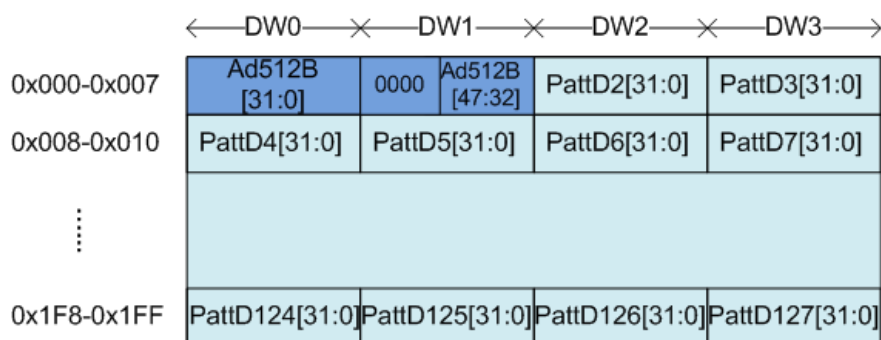 DW0 DW1 DW2 DW3
0x000-0x007 Ad512B [31:0] 0000 Ad512B [47:32] PattD2[31:0] PattD3[31:0]
0x008-0x010 PattD4[31:0] PattD5[31:0] PattD6[31:0] PattD7[31:0]
0x1F8-0x1FF PattD124[31:0] PattD125[31:0] PattD126[31:0] PattD127[31:0]